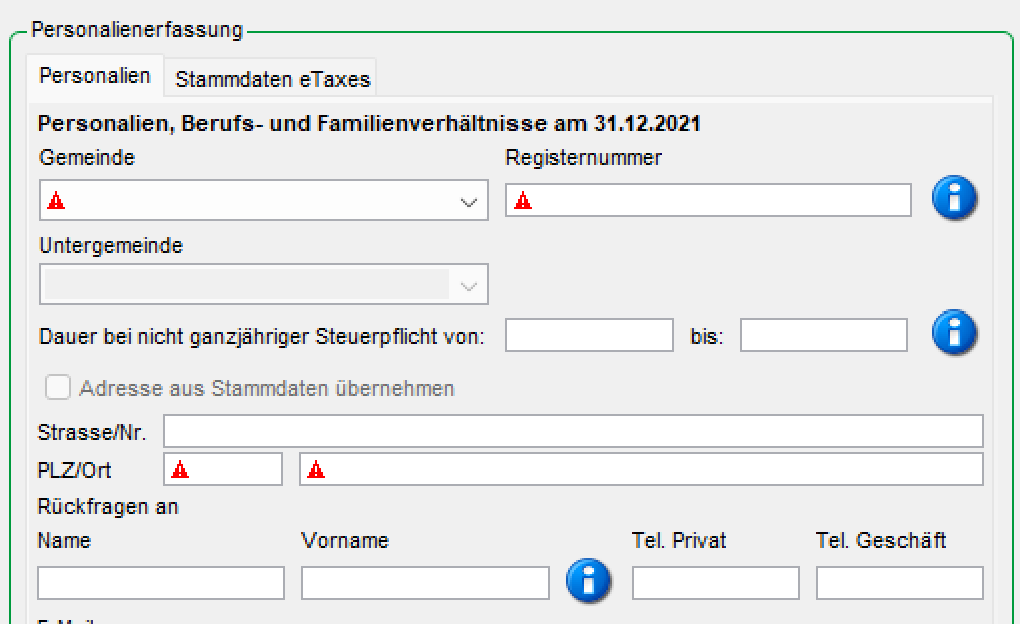 Personalienerfassung
Personalien Stammdaten eTaxes
Personalien, Berufs- und Familienverhältnisse am 31.12.2021
Gemeinde Registernummer
Untergemeinde
Dauer bei nicht ganzjähriger Steuerpflicht von: bis:
Adresse aus Stammdaten übernehmen
Strasse/Nr.
PLZ/Ort
Rückfragen an
Name Vorname Tel. Privat Tel. Geschäft